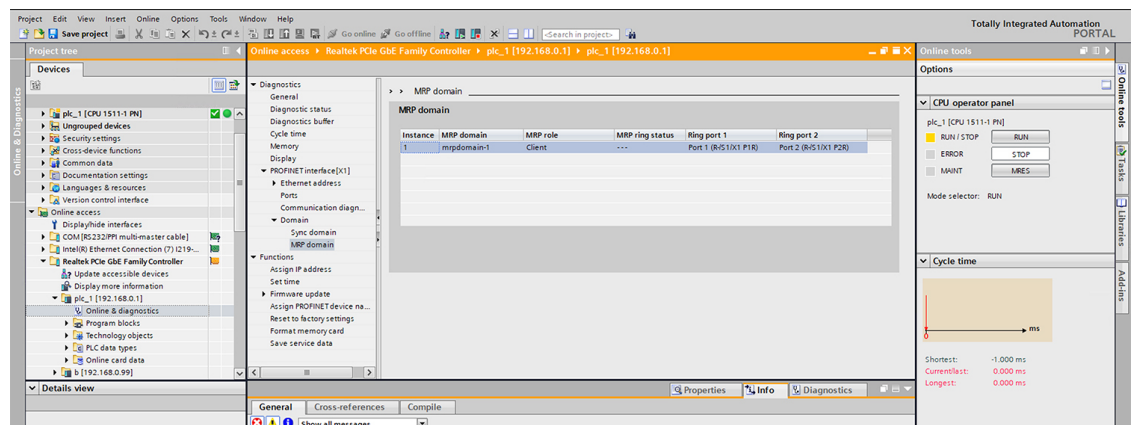 Project Edit View Insert Online Options Tools Window Help
Totally Integrated Automation
PORTAL
Save project
Go online
Go offline
<Search in project>
Project tree
Devices
Online & Diagnostics
plc_1 [CPU 1511-1 PN]
Ungrouped devices
Security settings
Cross-device functions
Common data
Documentation settings
Languages & resources
Version control interface
Online access
Display/hide interfaces
COM [RS232/PPI multi-master cable]
Intel(R) Ethernet Connection (7) I219-...
Realtek PCIe GbE Family Controller
Update accessible devices
Display more information
plc_1 [192.168.0.1]
Online & diagnostics
Program blocks
Technology objects
PLC data types
Online card data
b [192.168.0.99]
Details view
Online access › Realtek PCIe GbE Family Controller › plc_1 [192.168.0.1] › plc_1 [192.168.0.1]
Diagnostics
General
Diagnostic status
Diagnostics buffer
Cycle time
Memory
Display
PROFINET interface [X1]
Ethernet address
Ports
Communication diagn...
Domain
Sync domain
MRP domain
Functions
Assign IP address
Set time
Firmware update
Assign PROFINET device na...
Reset to factory settings
Format memory card
Save service data
› › MRP domain
MRP domain
Instance MRP domain MRP role MRP ring status Ring port 1 Ring port 2
1 mrpdomain-1 Client --- Port 1 (R-/S1/X1 P1R) Port 2 (R-/S1/X1 P2R)
Properties
Info
Diagnostics
General
Cross-references
Compile
Show all messages
Online tools
Options
CPU operator panel
plc_1 [CPU 1511-1 PN]
RUN / STOP RUN
ERROR STOP
MAINT MRES
Mode selector: RUN
Cycle time
0
ms
Shortest: -1.000 ms
Current/last: 0.000 ms
Longest: 0.000 ms
Online tools
Tasks
Libraries
Add-ins